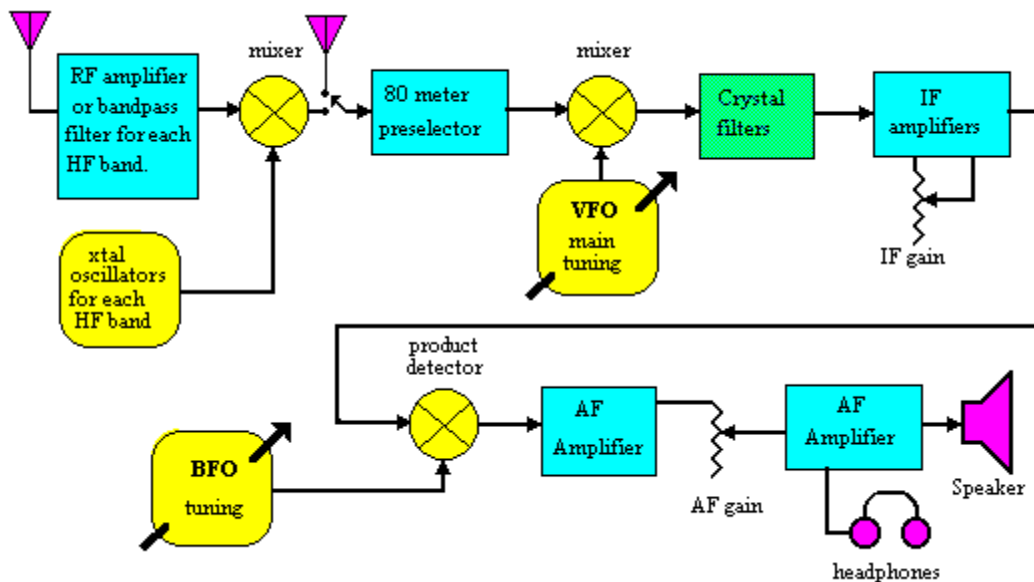 mixer
RF amplifier
or bandpass
filter for each
HF band.
80 meter
preselector
mixer
Crystal
filters
IF
amplifiers
VFO
main
tuning
IF gain
xtal
oscillators
for each
HF band
product
detector
BFO
tuning
AF
Amplifier
AF gain
AF
Amplifier
Speaker
headphones